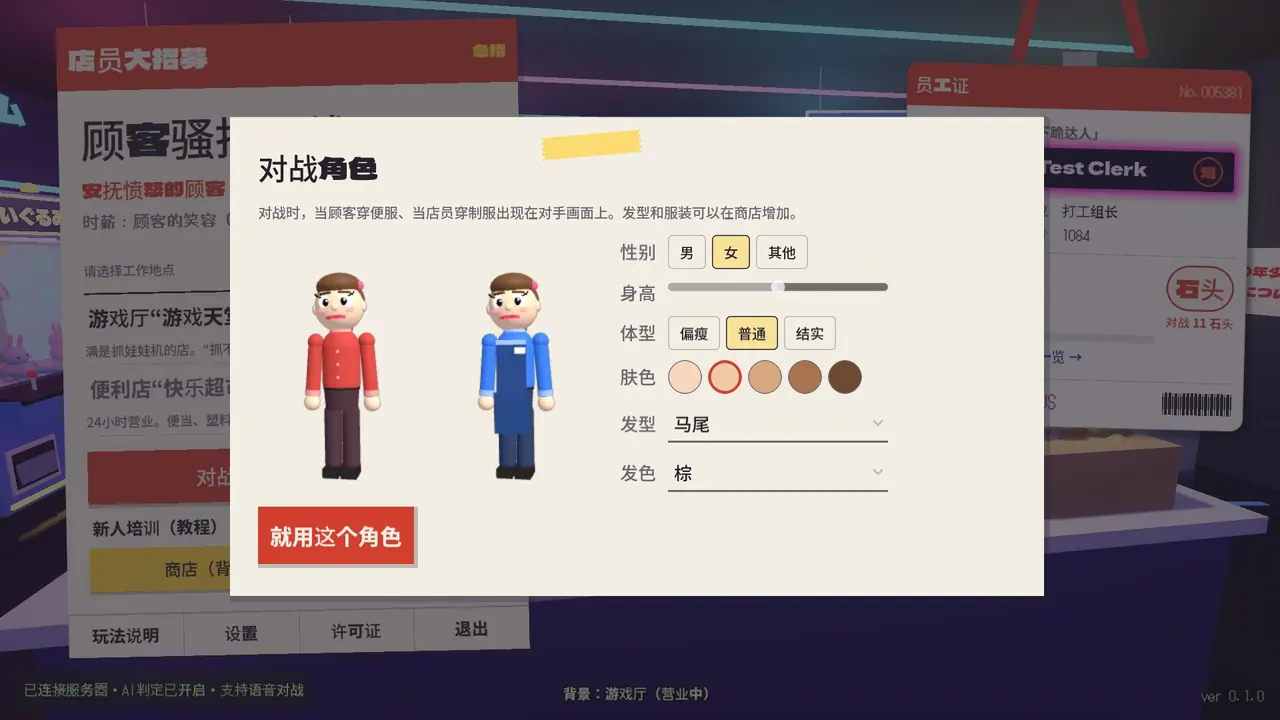 店员大招募
急招
员工证
No. 005381
顾客骚
安抚愤怒的顾客
时薪：顾客的笑容
请选择工作地点
游戏厅“游戏天
满是抓娃娃机的店。“抓
便利店“快乐超
24小时营业。便当、塑料
对战
新人培训（教程）
商店（背
玩法说明
设置
许可证
退出
对战角色
对战时，当顾客穿便服、当店员穿制服出现在对手画面上。发型和服装可以在商店增加。
性别
男
女
其他
身高
体型
偏瘦
普通
结实
肤色
发型
马尾
发色
棕
就用这个角色
下跪达人」
Test Clerk
打工组长
1084
石头
对战 11 石头
览 →
已连接服务器・AI判定已开启・支持语音对战
背景：游戏厅（营业中）
ver 0.1.0